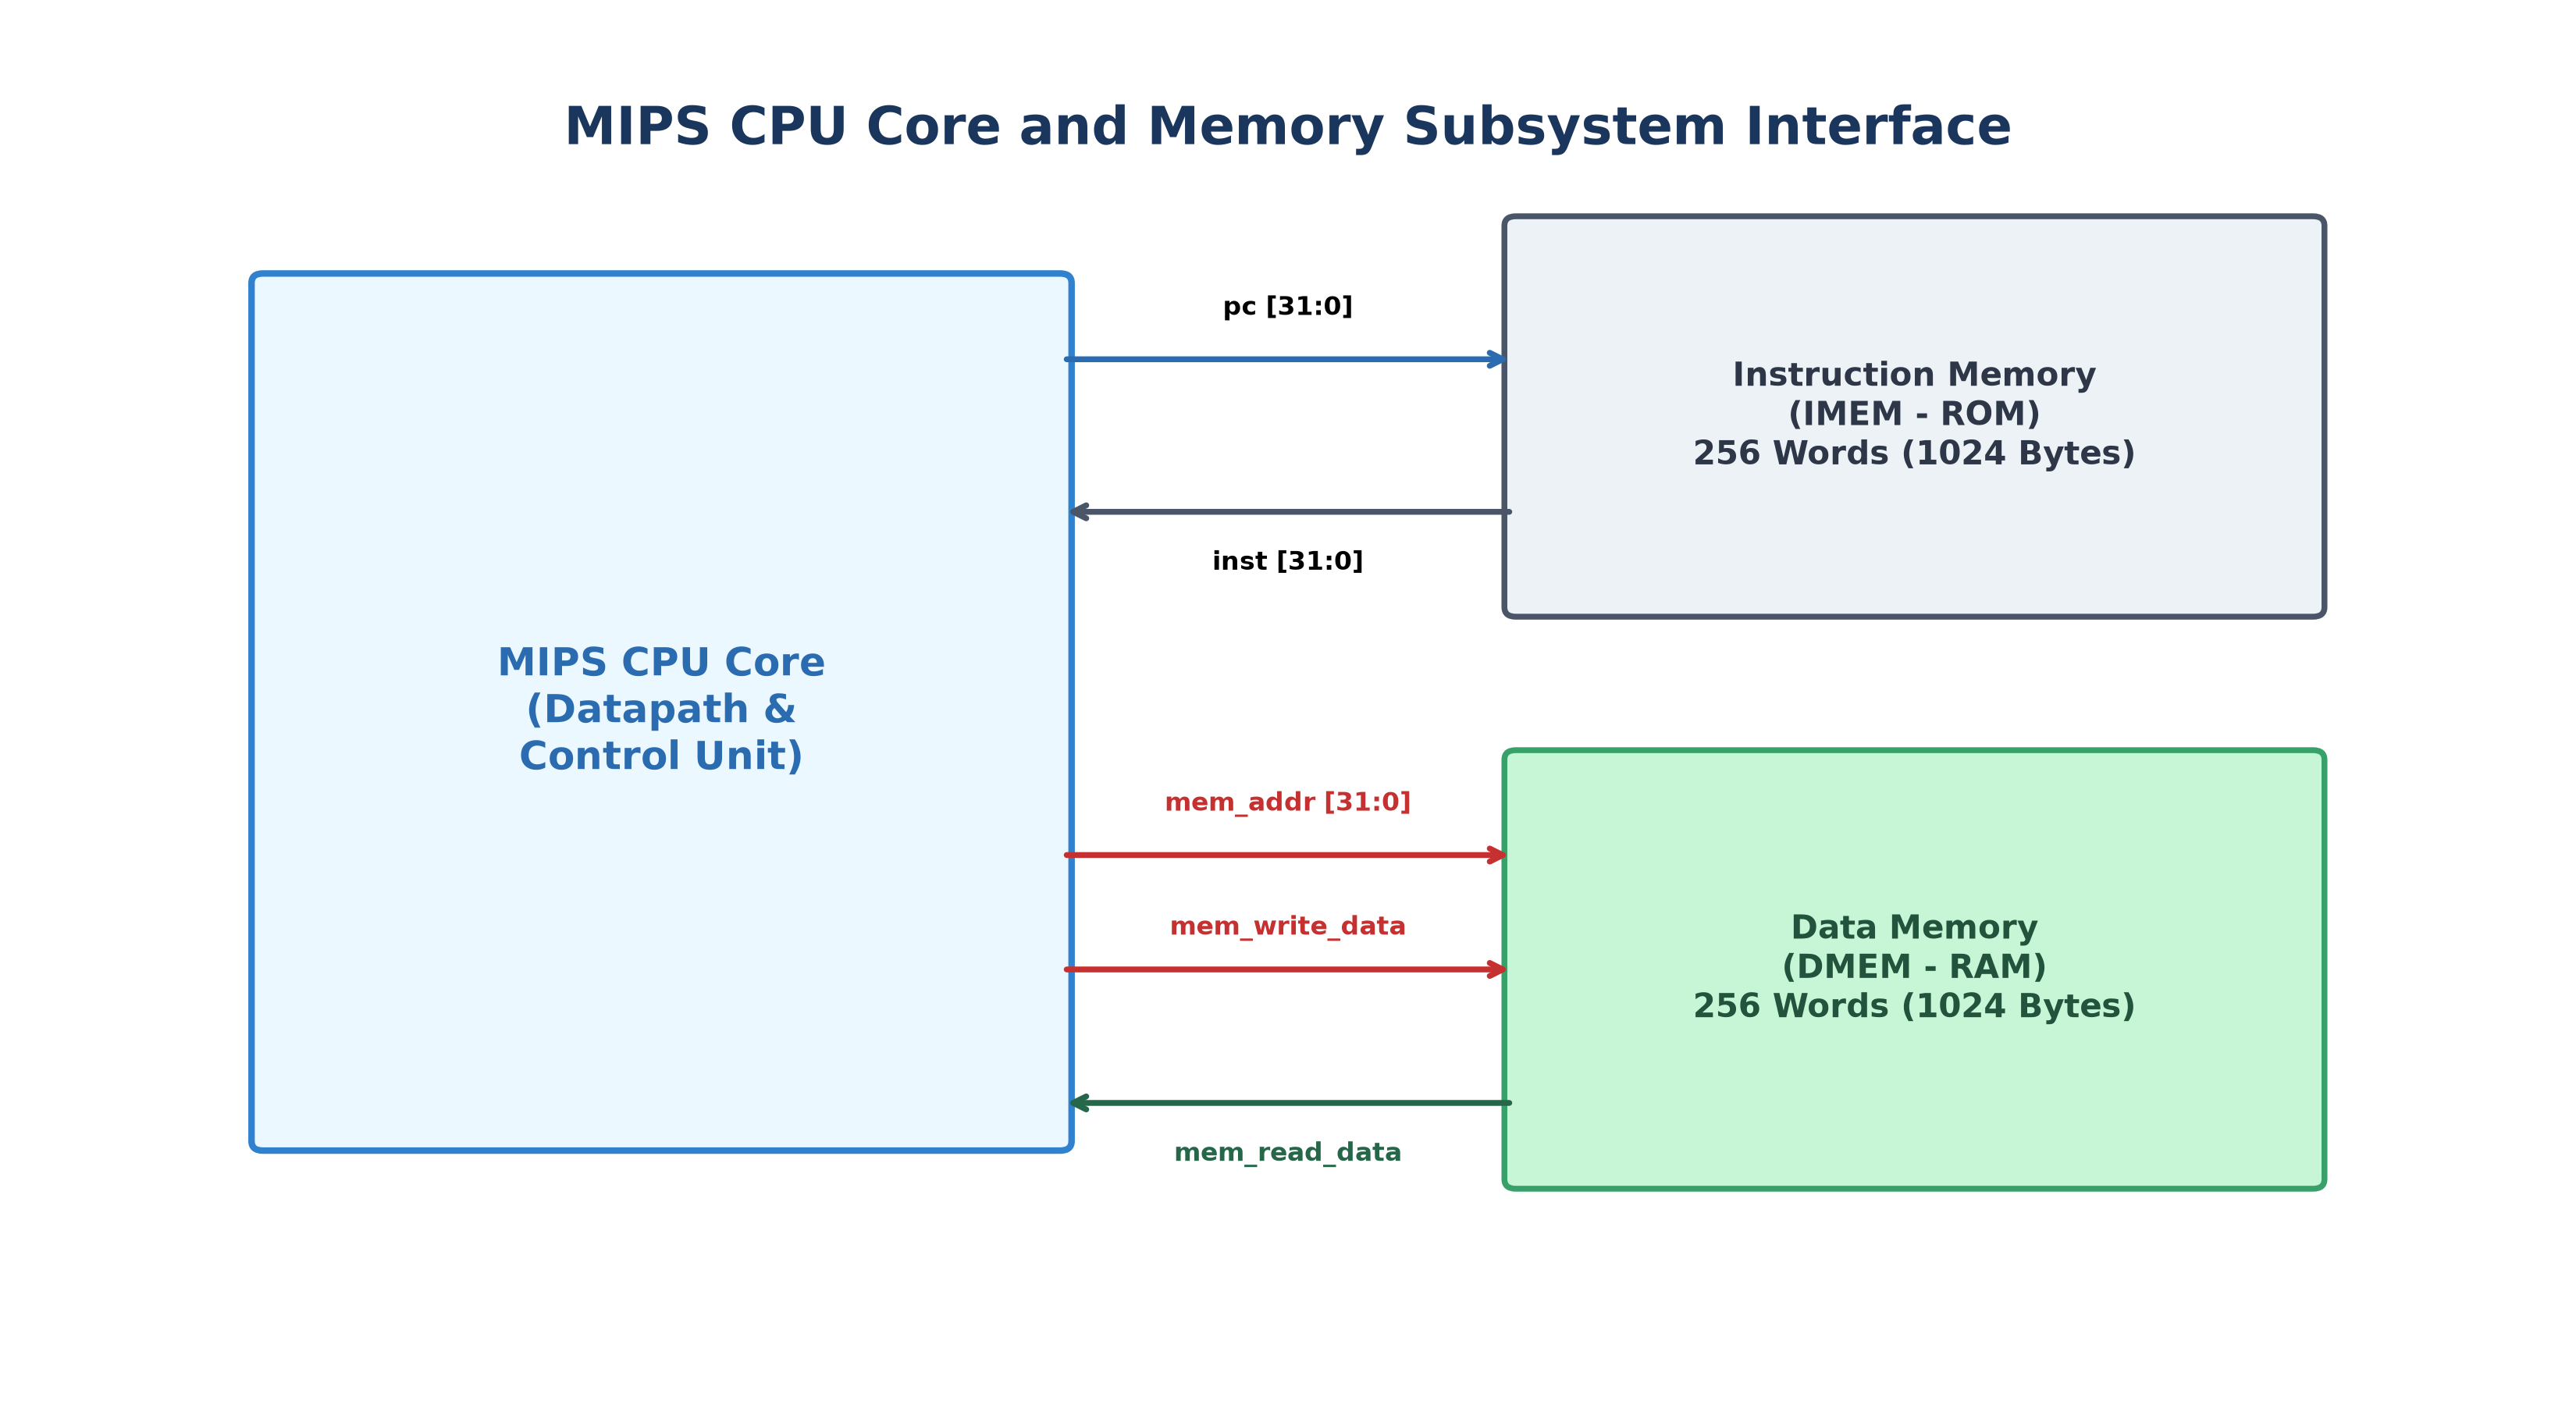 MIPS CPU Core and Memory Subsystem Interface
pc [31:0]
Instruction Memory
(IMEM - ROM)
256 Words (1024 Bytes)
inst [31:0]
MIPS CPU Core
(Datapath &
Control Unit)
mem_addr [31:0]
mem_write_data
Data Memory
(DMEM - RAM)
256 Words (1024 Bytes)
mem_read_data